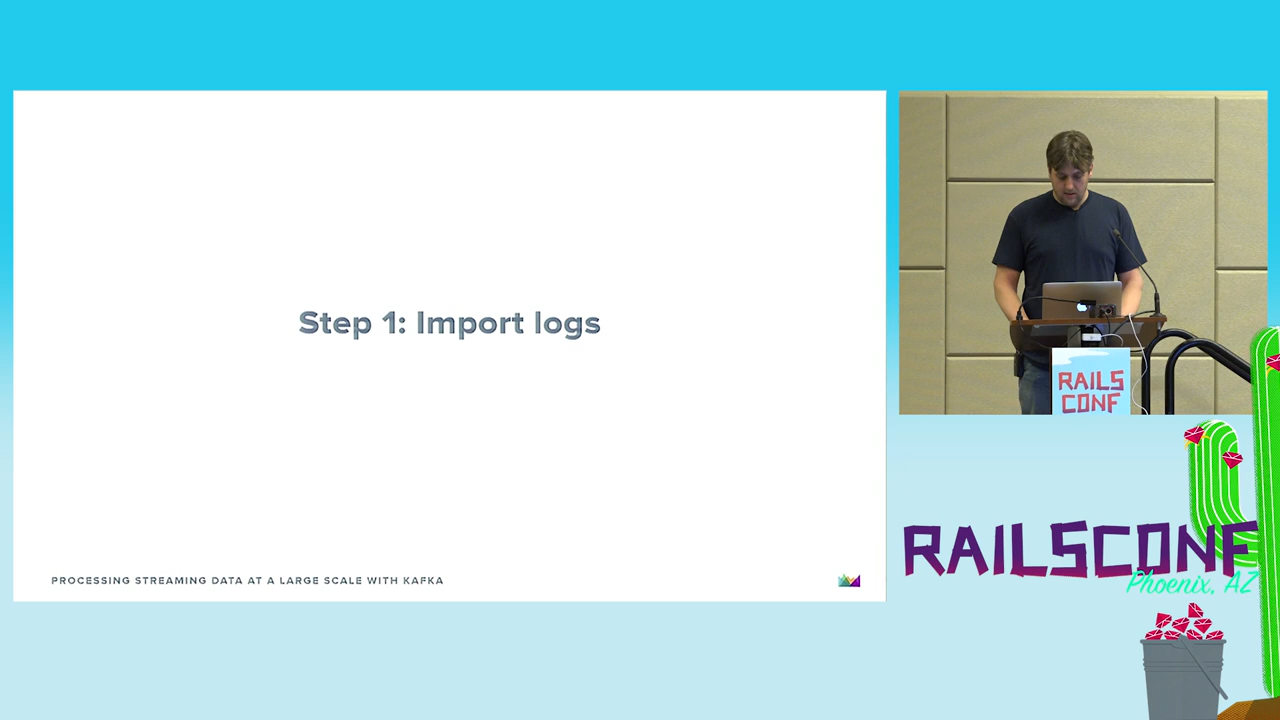 Step 1: Import logs
PROCESSING STREAMING DATA AT A LARGE SCALE WITH KAFKA
RAILS
CONF
RAILSCONF
Phoenix, AZ